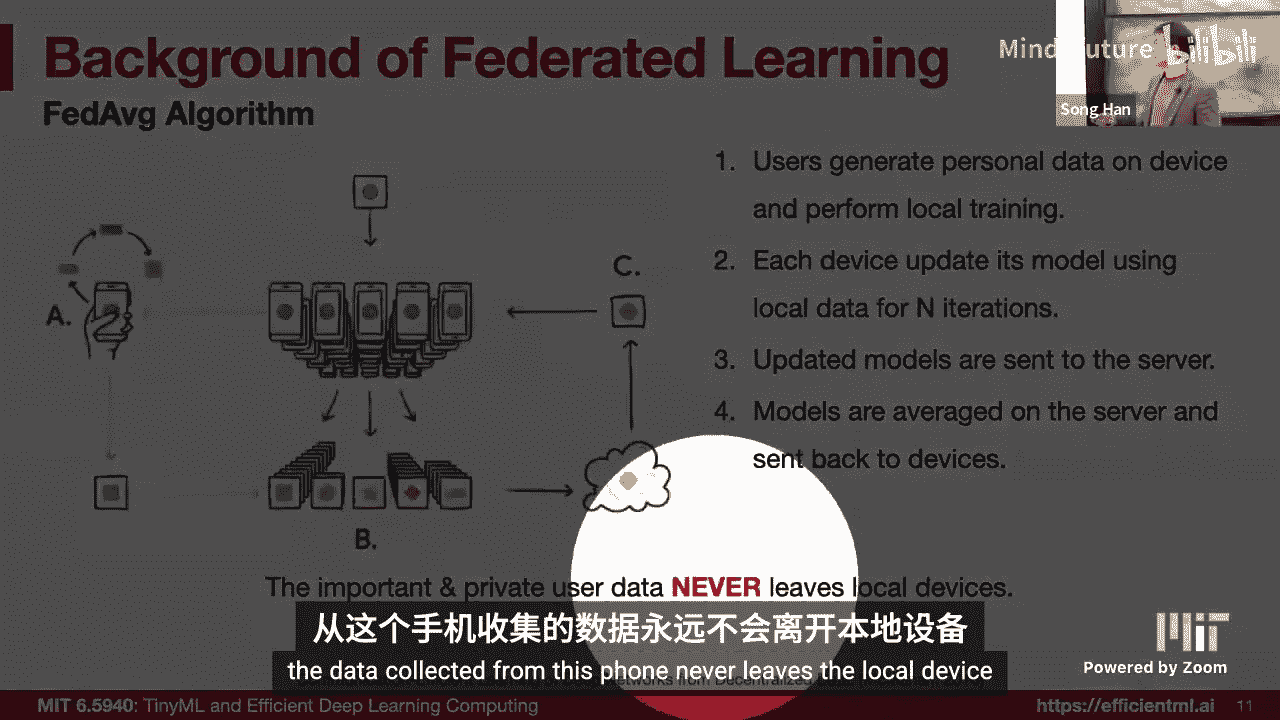 Background of Federated Learning
MindFuture bilibili
Song Han
FedAvg Algorithm
1. Users generate personal data on device
and perform local training.
2. Each device update its model using
local data for N iterations.
3. Updated models are sent to the server.
4. Models are averaged on the server and
sent back to devices.
A.
C.
B.
The important & private user data NEVER leaves local devices.
从这个手机收集的数据永远不会离开本地设备
the data collected from this phone never leaves the local device
MIT
Powered by Zoom
MIT 6.5940: TinyML and Efficient Deep Learning Computing
https://efficientml.ai
11